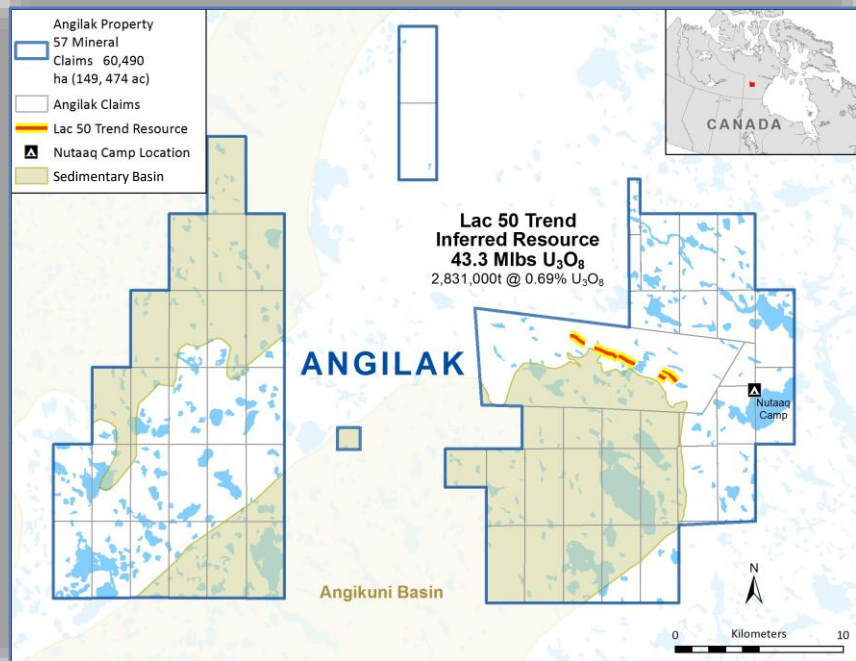 Angilak Property
57 Mineral
Claims 60,490
ha (149, 474 ac)
Angilak Claims
Lac 50 Trend Resource
Nutaaq Camp Location
Sedimentary Basin
CANADA
Lac 50 Trend
Inferred Resource
43.3 Mlbs U₃O₈
2,831,000t @ 0.69% U₃O₈
ANGILAK
Nutaaq
Camp
Angikuni Basin
N
0 Kilometers 10